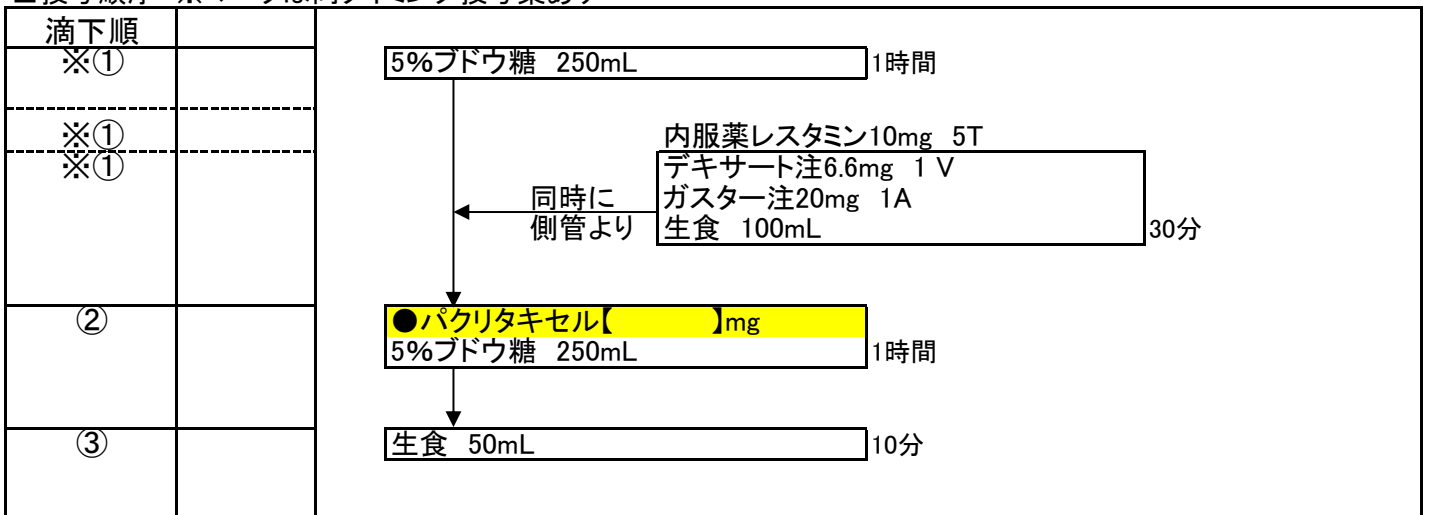 滴下順
※① 5%ブドウ糖 250mL 1時間
※① 内服薬レスタミン10mg 5T
※① デキサート注6.6mg 1 V
同時に ガスター注20mg 1A
側管より 生食 100mL 30分
② ●パクリタキセル【 】mg
5%ブドウ糖 250mL 1時間
③ 生食 50mL 10分